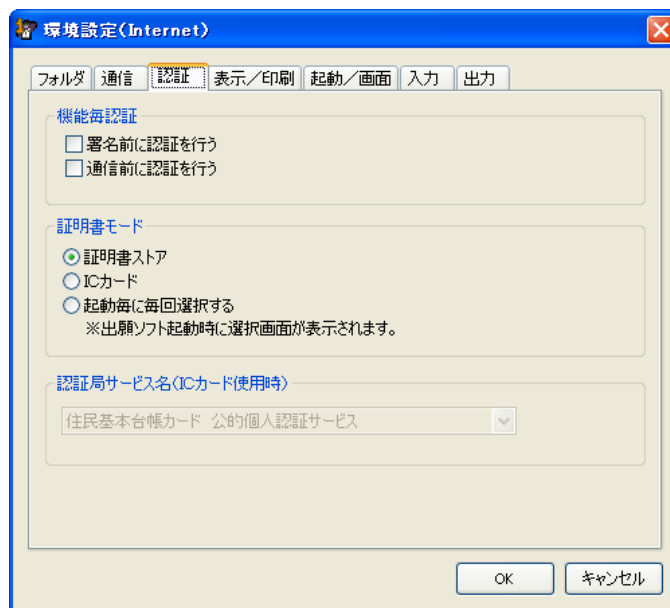 環境設定(Internet)
フォルダ 通信 認証 表示／印刷 起動／画面 入力 出力
機能毎認証
署名前に認証を行う
通信前に認証を行う
証明書モード
証明書ストア
ICカード
起動毎に毎回選択する
※出願ソフト起動時に選択画面が表示されます。
認証局サービス名(ICカード使用時)
住民基本台帳カード 公的個人認証サービス
OK キャンセル